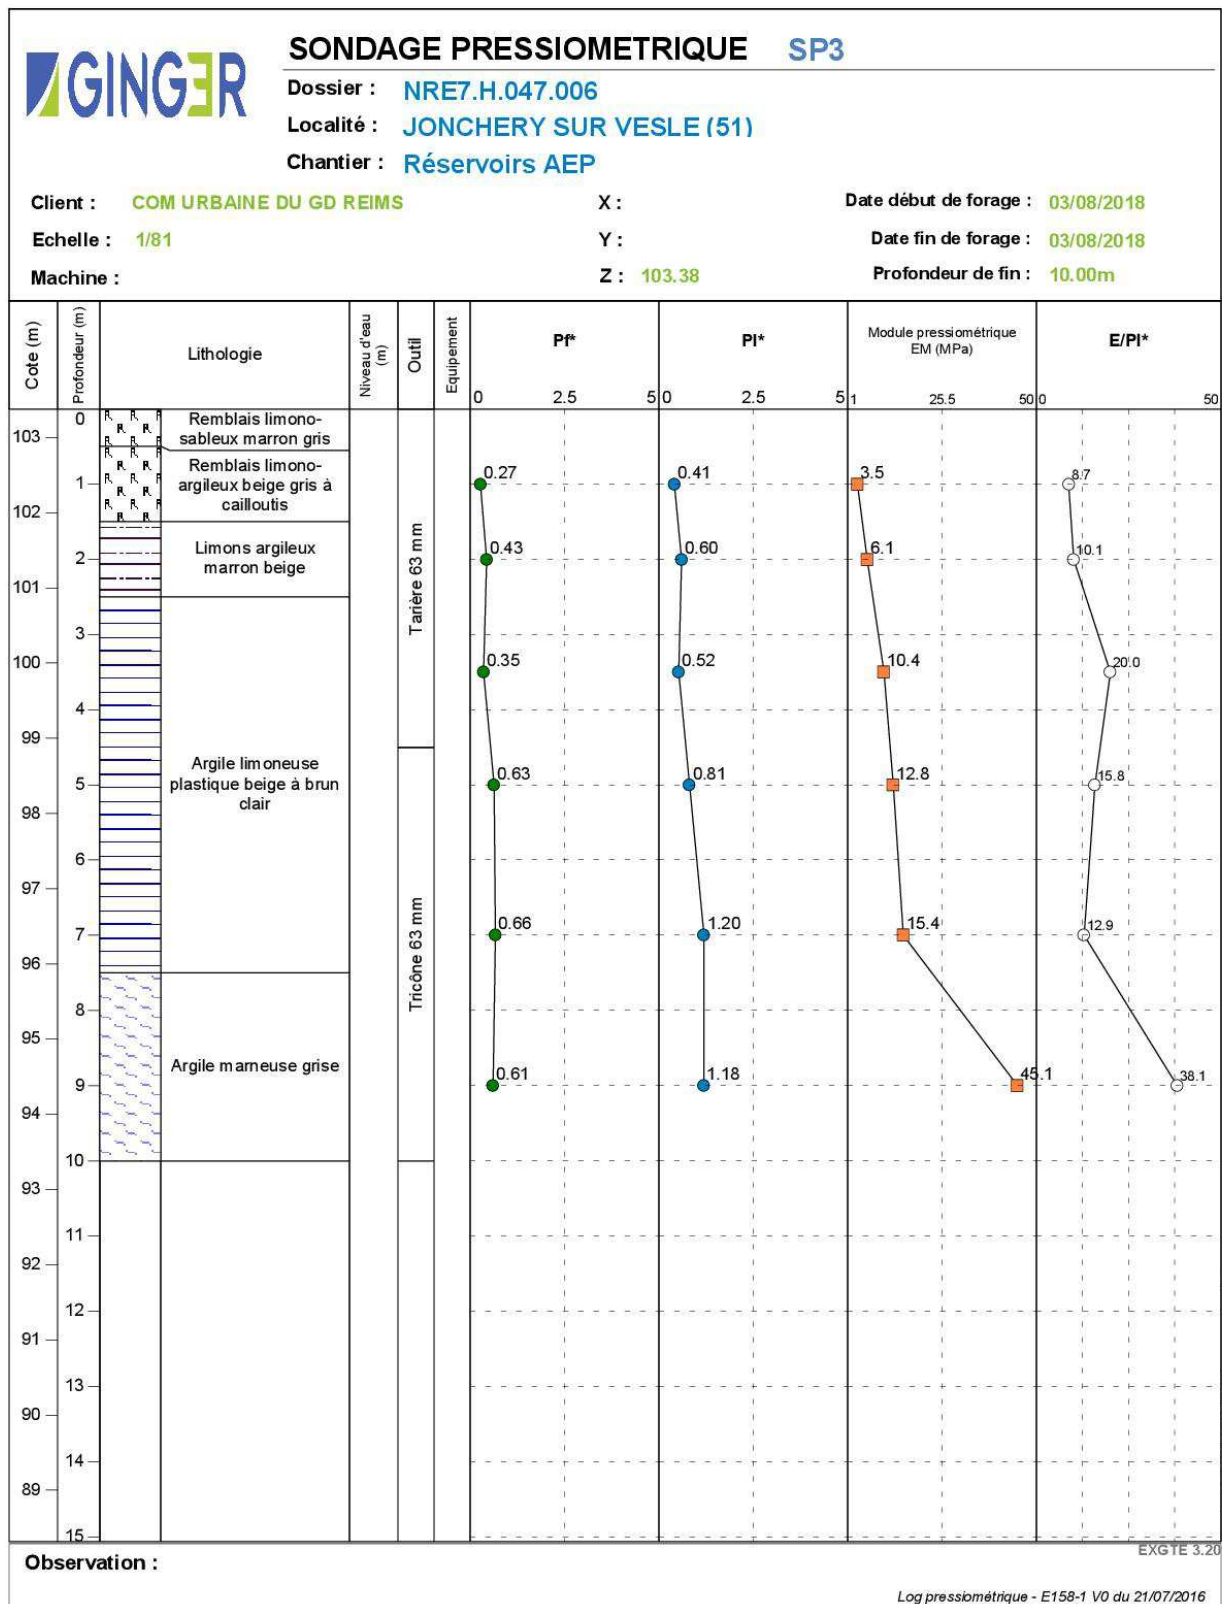 GINGER
SONDAGE PRESSIOMETRIQUE SP3
Dossier : NRE7.H.047.006
Localité : JONCHERY SUR VESLE (51)
Chantier : Réservoirs AEP
Client : COM URBAINE DU GD REIMS X : Date début de forage : 03/08/2018
Echelle : 1/81 Y : Date fin de forage : 03/08/2018
Machine : Z : 103.38 Profondeur de fin : 10.00m
Cote (m)
Profondeur (m)
Lithologie
Niveau d'eau
(m)
Outil
Equipement
Pf*
0 2.5 5
Pl*
0 2.5 5
Module pressiométrique
EM (MPa)
1 25.5 50
E/Pl*
0 50
103
102
101
100
99
98
97
96
95
94
93
92
91
90
89
0
1
2
3
4
5
6
7
8
9
10
11
12
13
14
15
Remblais limono-
sableux marron gris
Remblais limono-
argileux beige gris à
cailloutis
Limons argileux
marron beige
Argile limoneuse
plastique beige à brun
clair
Argile marneuse grise
Tarière 63 mm
Tricône 63 mm
0.27 0.41 3.5 8.7
0.43 0.60 6.1 10.1
0.35 0.52 10.4 20.0
0.63 0.81 12.8 15.8
0.66 1.20 15.4 12.9
0.61 1.18 45.1 38.1
EXGTE 3.20
Observation :
Log pressiométrique - E158-1 V0 du 21/07/2016